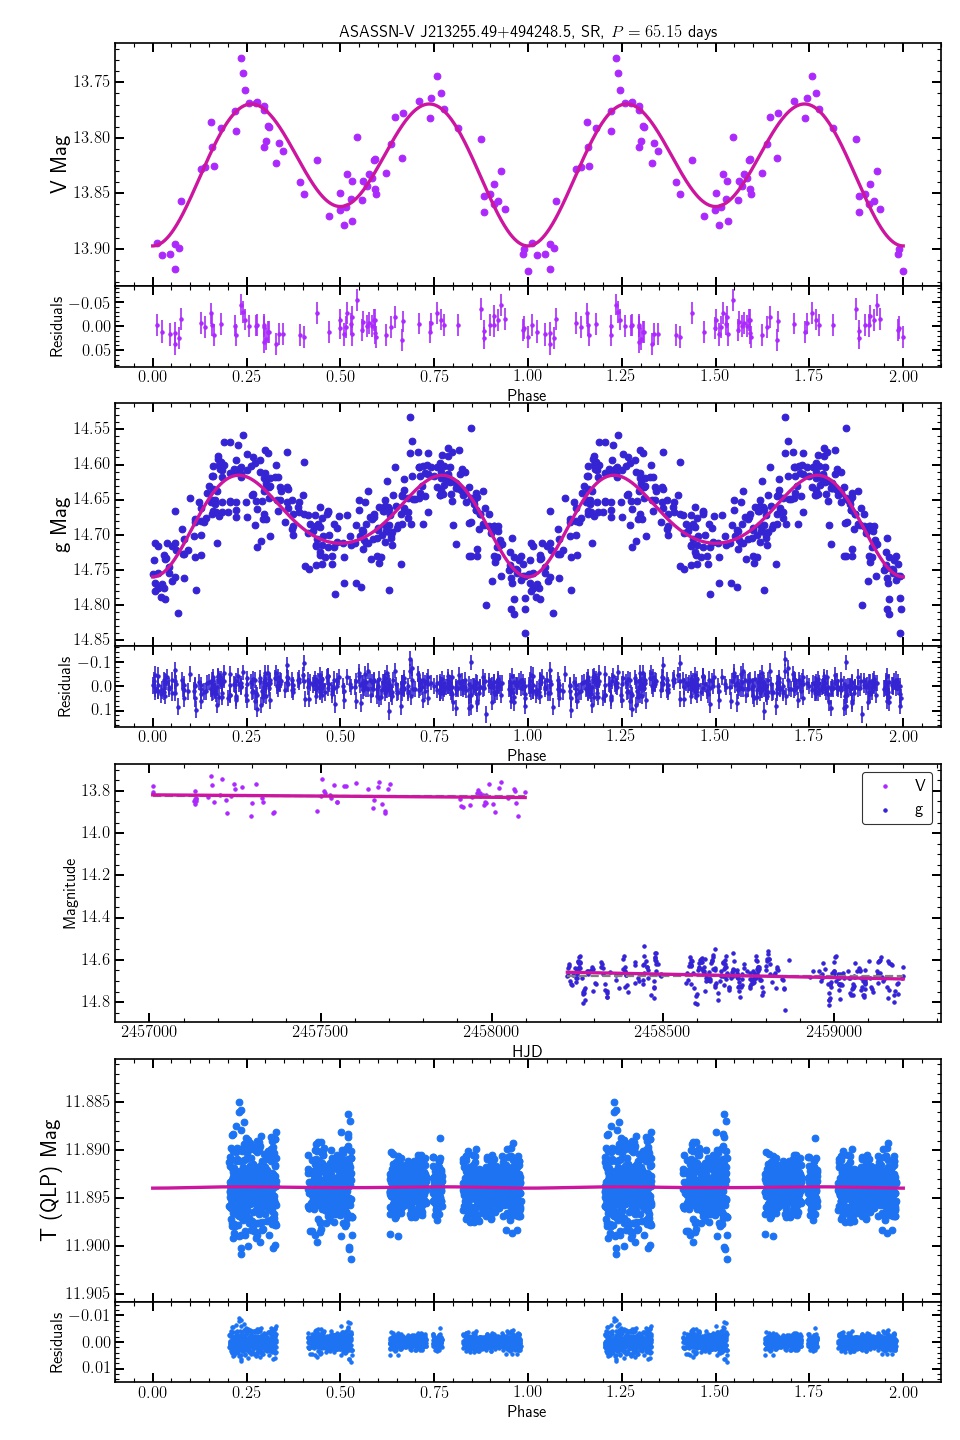 ASASSN-V J213255.49+494248.5, SR, P = 65.15 days
V Mag
13.75
13.80
13.85
13.90
Residuals
−0.05
0.00
0.05
0.00 0.25 0.50 0.75 1.00 1.25 1.50 1.75 2.00
Phase
g Mag
14.55
14.60
14.65
14.70
14.75
14.80
14.85
Residuals
−0.1
0.0
0.1
0.00 0.25 0.50 0.75 1.00 1.25 1.50 1.75 2.00
Phase
Magnitude
13.8
14.0
14.2
14.4
14.6
14.8
V
g
2457000 2457500 2458000 2458500 2459000
HJD
T (QLP) Mag
11.885
11.890
11.895
11.900
11.905
Residuals
−0.01
0.00
0.01
0.00 0.25 0.50 0.75 1.00 1.25 1.50 1.75 2.00
Phase